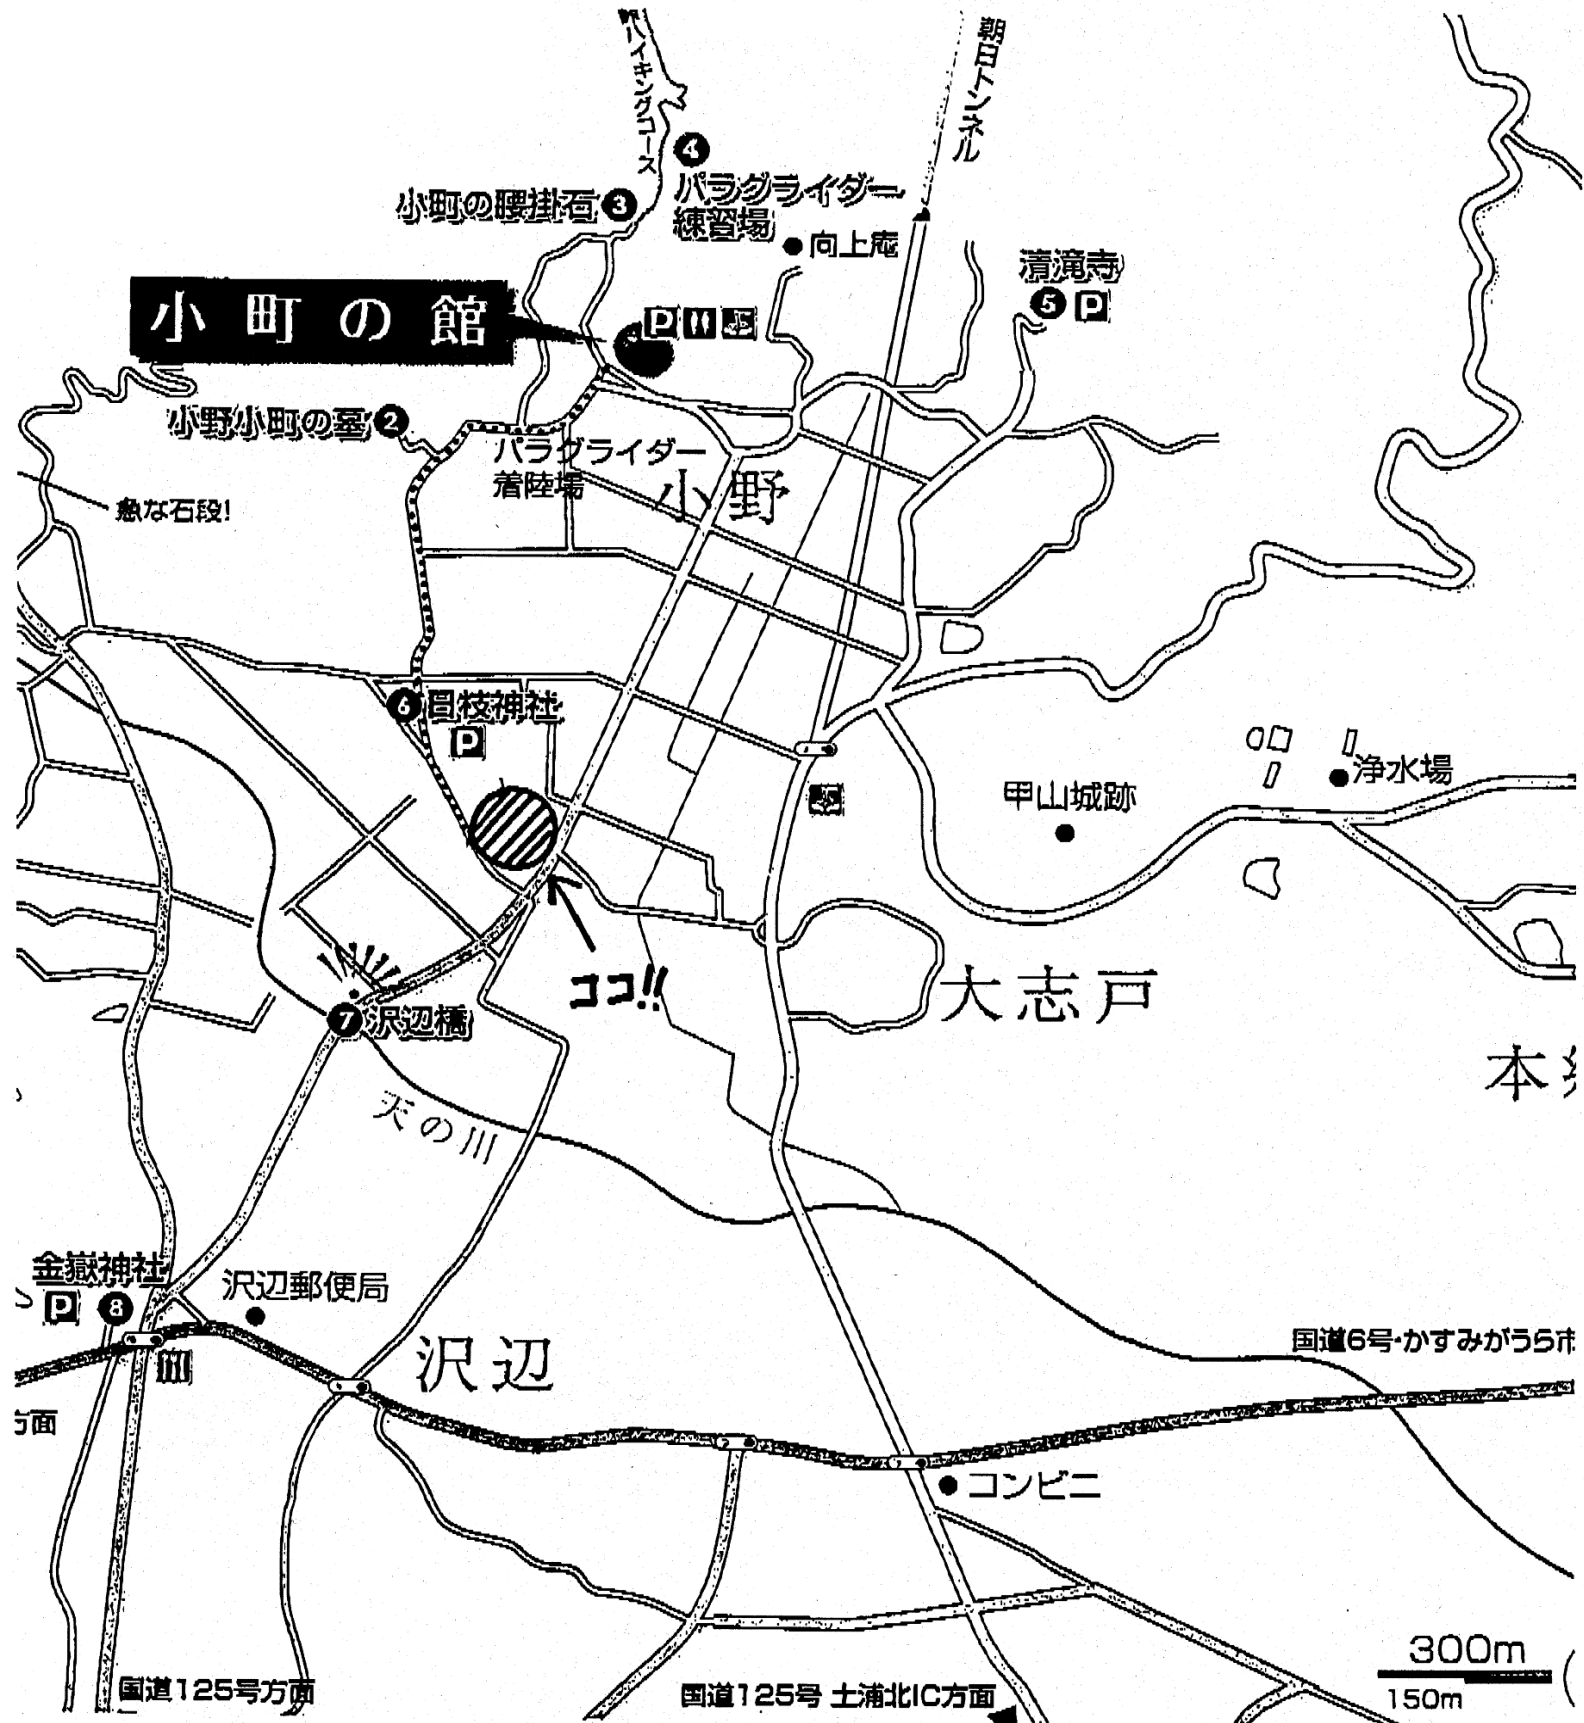 ハイキングコース
朝日トンネル
4
パラグライダー
練習場
小町の腰掛石 3
向上庵
清滝寺
5 P
小町の館
P
小野小町の墓 2
パラグライダー
着陸場
小野
急な石段!
6 日枝神社
P
浄水場
甲山城跡
ココ!!
大志戸
7 沢辺橋
本
天の川
金嶽神社
P 8
沢辺郵便局
沢辺
国道6号・かすみがうら市
方面
コンビニ
300m
150m
国道125号方面
国道125号 土浦北IC方面